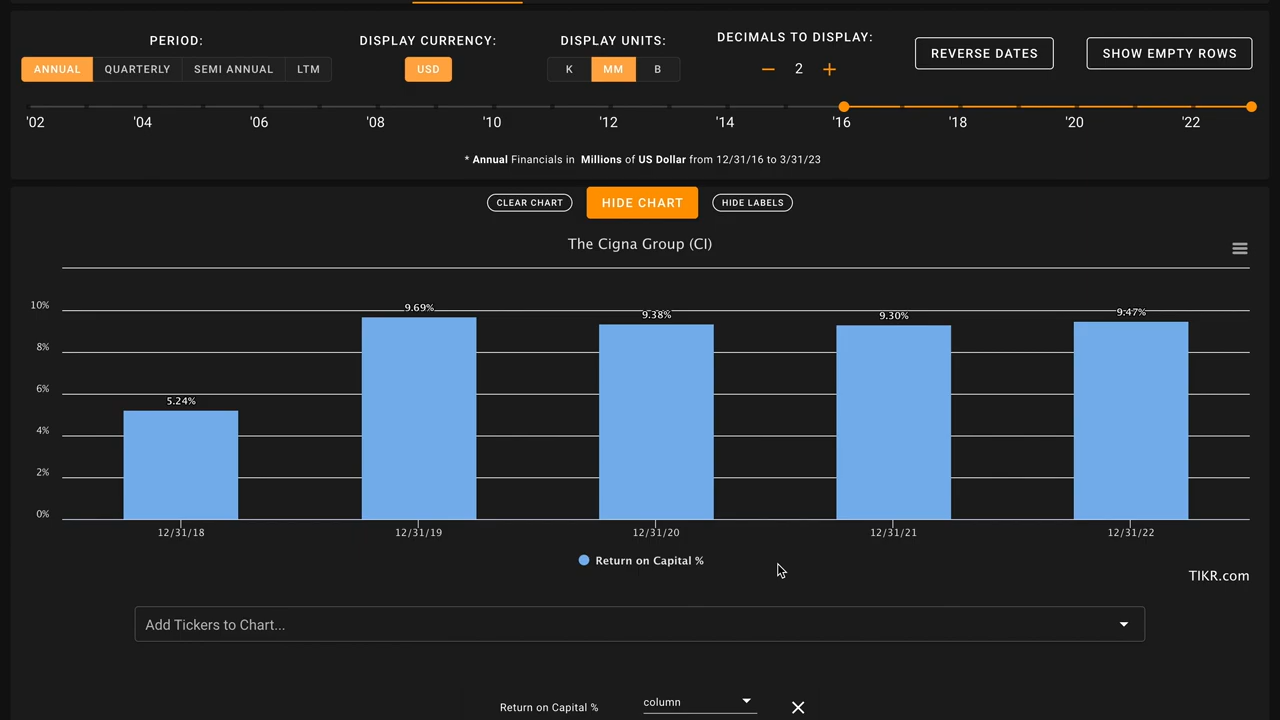 PERIOD:
DISPLAY CURRENCY:
DISPLAY UNITS:
DECIMALS TO DISPLAY:
ANNUAL QUARTERLY SEMI ANNUAL LTM
USD
K MM B
− 2 +
REVERSE DATES
SHOW EMPTY ROWS
'02 '04 '06 '08 '10 '12 '14 '16 '18 '20 '22
* Annual Financials in Millions of US Dollar from 12/31/16 to 3/31/23
CLEAR CHART HIDE CHART HIDE LABELS
The Cigna Group (CI)
10%
8%
6%
4%
2%
0%
5.24% 9.69% 9.38% 9.30% 9.47%
12/31/18 12/31/19 12/31/20 12/31/21 12/31/22
Return on Capital %
TIKR.com
Add Tickers to Chart...
Return on Capital % column